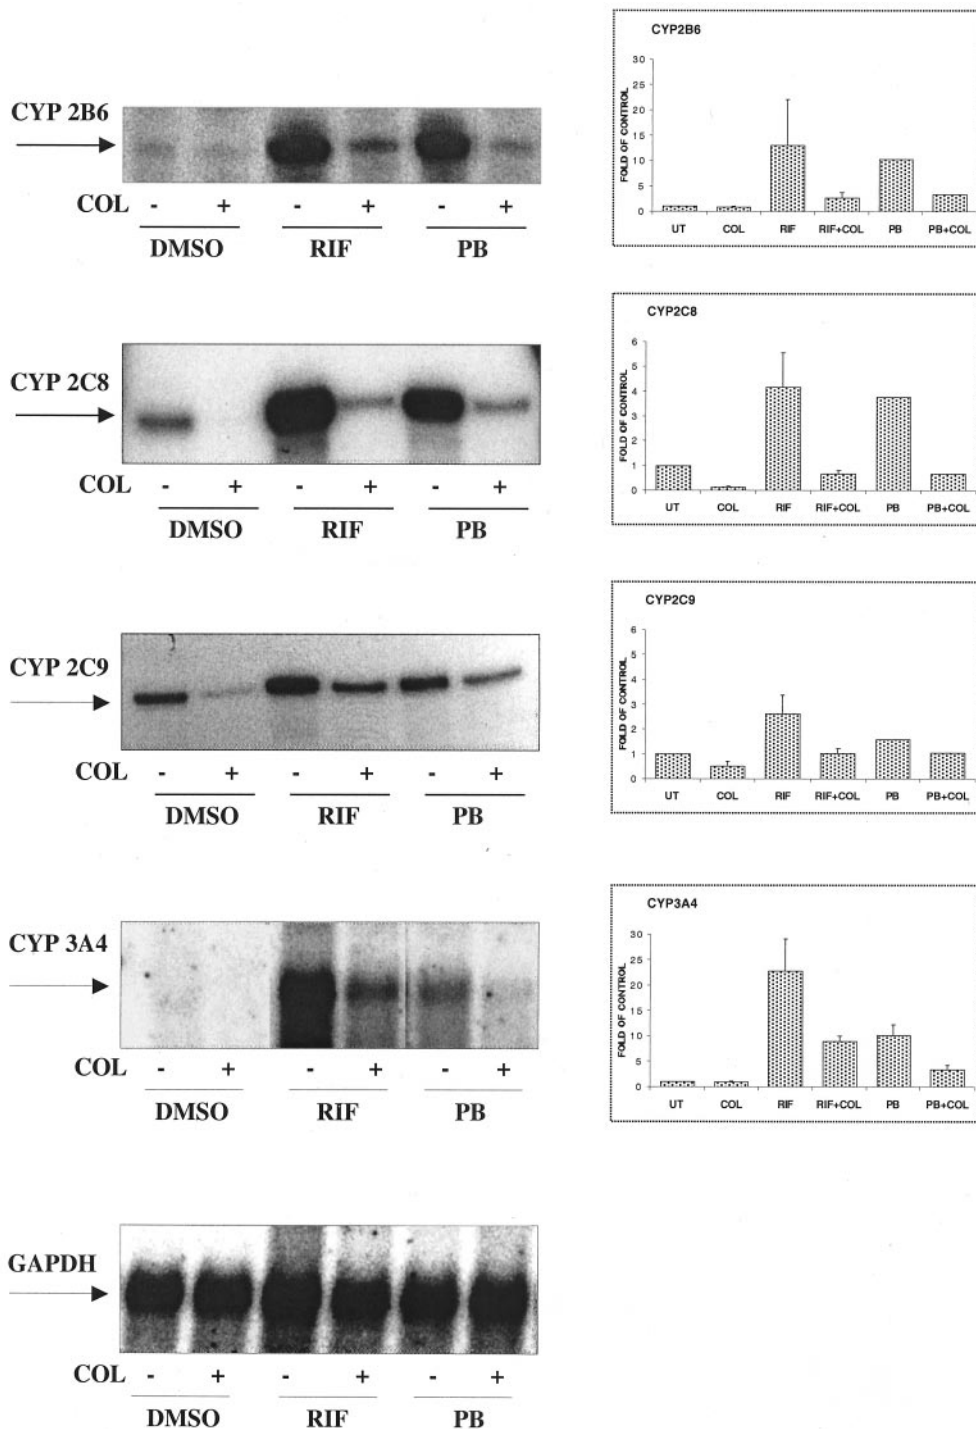 CYP 2B6
COL - + - + - +
DMSO RIF PB
CYP2B6
FOLD OF CONTROL
30
25
20
15
10
5
0
UT COL RIF RIF+COL PB PB+COL
CYP 2C8
COL - + - + - +
DMSO RIF PB
CYP2C8
FOLD OF CONTROL
6
5
4
3
2
1
0
UT COL RIF RIF+COL PB PB+COL
CYP 2C9
COL - + - + - +
DMSO RIF PB
CYP2C9
FOLD OF CONTROL
6
5
4
3
2
1
0
UT COL RIF RIF+COL PB PB+COL
CYP 3A4
COL - + - + - +
DMSO RIF PB
CYP3A4
FOLD OF CONTROL
30
25
20
15
10
5
0
UT COL RIF RIF+COL PB PB+COL
GAPDH
COL - + - + - +
DMSO RIF PB